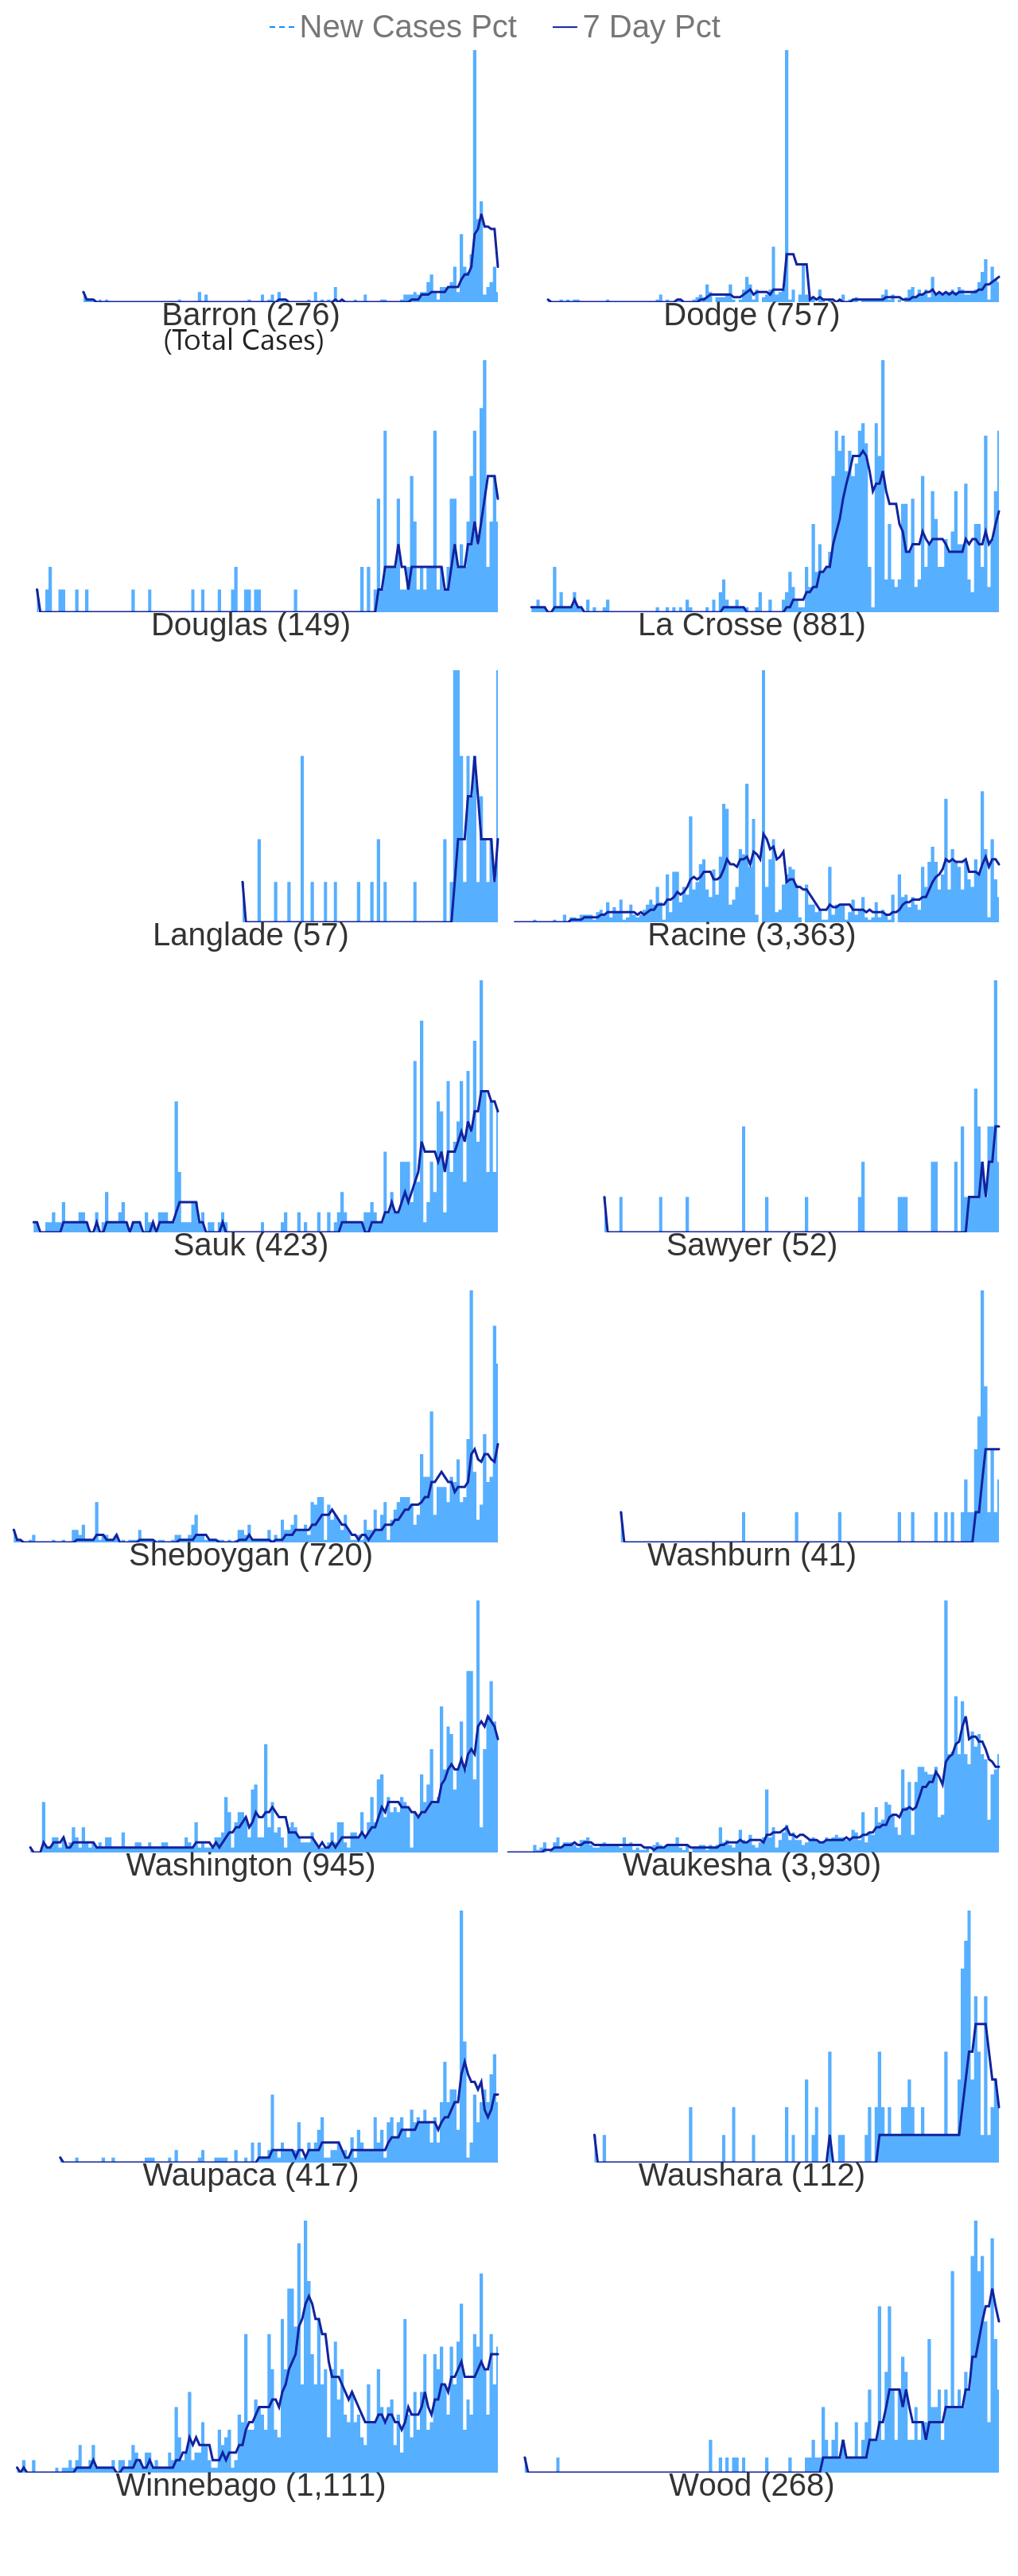 New Cases Pct 7 Day Pct
Barron (276) Dodge (757)
(Total Cases)
Douglas (149) La Crosse (881)
Langlade (57) Racine (3,363)
Sauk (423) Sawyer (52)
Sheboygan (720) Washburn (41)
Washington (945) Waukesha (3,930)
Waupaca (417) Waushara (112)
Winnebago (1,111) Wood (268)